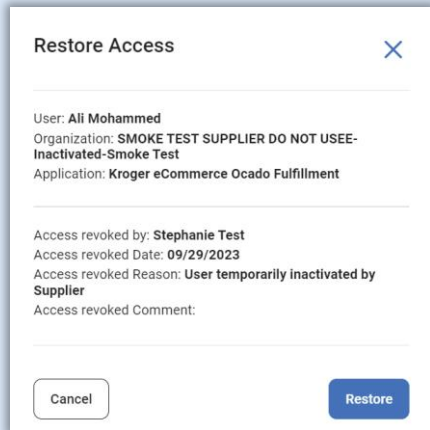 Restore Access
User: Ali Mohammed
Organization: SMOKE TEST SUPPLIER DO NOT USEE-
Inactivated-Smoke Test
Application: Kroger eCommerce Ocado Fulfillment
Access revoked by: Stephanie Test
Access revoked Date: 09/29/2023
Access revoked Reason: User temporarily inactivated by
Supplier
Access revoked Comment:
Cancel
Restore